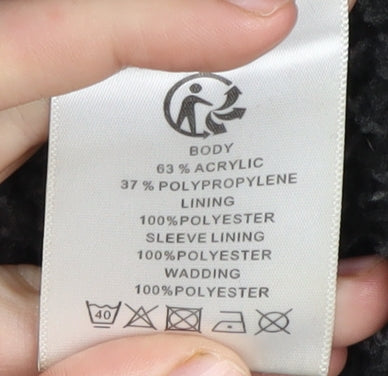 BODY
63 % ACRYLIC
37 % POLYPROPYLENE
LINING
100%POLYESTER
SLEEVE LINING
100%POLYESTER
WADDING
100%POLYESTER
40